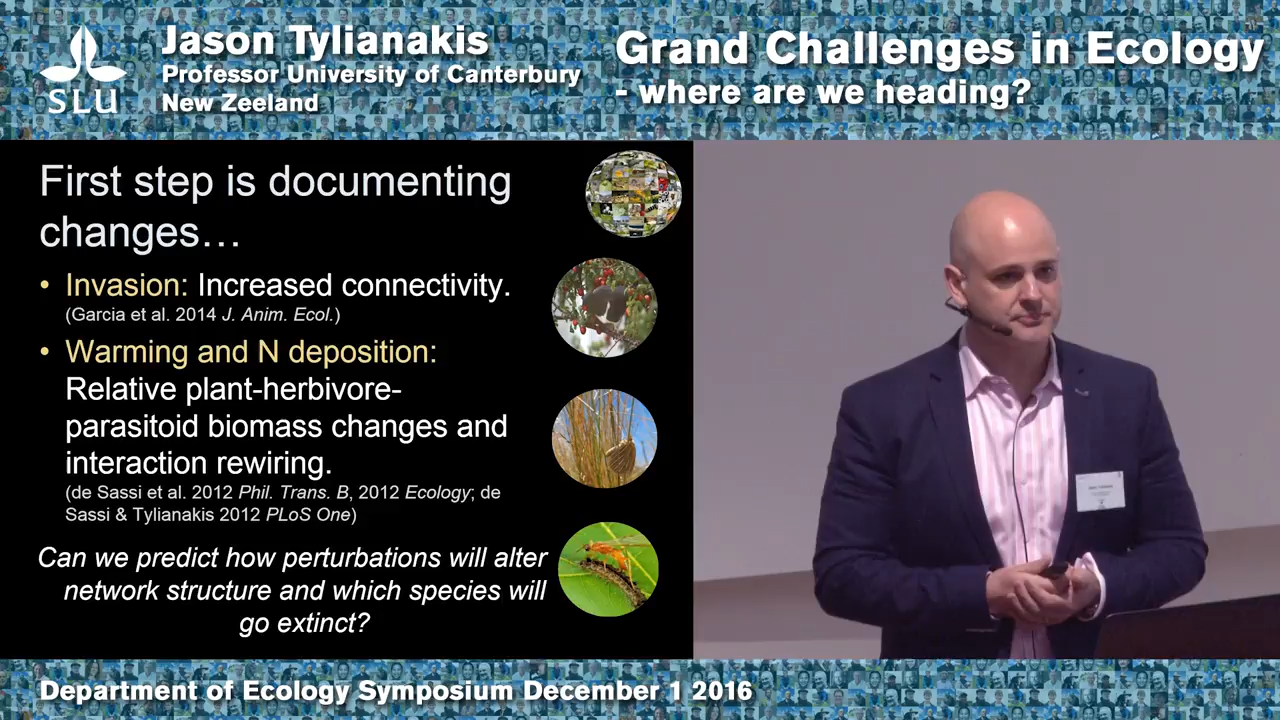 SLU
Jason Tylianakis
Professor University of Canterbury
New Zeeland
Grand Challenges in Ecology
- where are we heading?
First step is documenting
changes…
• Invasion: Increased connectivity.
(Garcia et al. 2014 J. Anim. Ecol.)
• Warming and N deposition:
Relative plant-herbivore-
parasitoid biomass changes and
interaction rewiring.
(de Sassi et al. 2012 Phil. Trans. B, 2012 Ecology; de
Sassi & Tylianakis 2012 PLoS One)
Can we predict how perturbations will alter
network structure and which species will
go extinct?
Department of Ecology Symposium December 1 2016